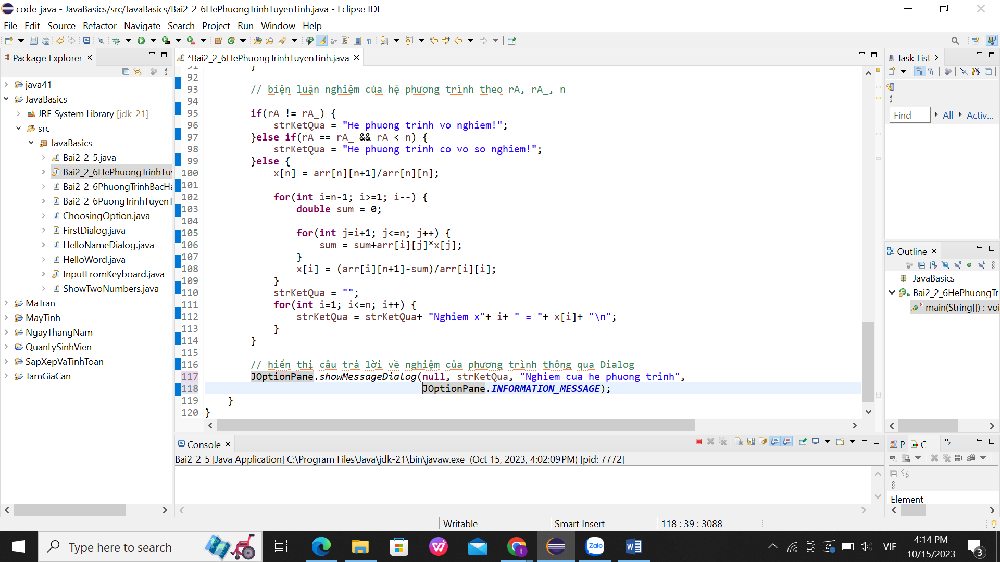 code_java - JavaBasics/src/JavaBasics/Bai2_2_6HePhuongTrinhTuyenTinh.java - Eclipse IDE
File Edit Source Refactor Navigate Search Project Run Window Help
Package Explorer
java41
JavaBasics
JRE System Library [jdk-21]
src
JavaBasics
Bai2_2_5.java
Bai2_2_6HePhuongTrinhTuy
Bai2_2_6PhuongTrinhBacHa
Bai2_2_6PuongTrinhTuyenT
ChoosingOption.java
FirstDialog.java
HelloNameDialog.java
HelloWord.java
InputFromKeyboard.java
ShowTwoNumbers.java
MaTran
MayTinh
NgayThangNam
QuanLySinhVien
SapXepVaTinhToan
TamGiaCan
*Bai2_2_6HePhuongTrinhTuyenTinh.java
91 }
92
93 // biện luận nghiệm của hệ phương trình theo rA, rA_, n
94
95 if(rA != rA_) {
96 strKetQua = "He phuong trinh vo nghiem!";
97 }else if(rA == rA_ && rA < n) {
98 strKetQua = "He phuong trinh co vo so nghiem!";
99 }else {
100 x[n] = arr[n][n+1]/arr[n][n];
101
102 for(int i=n-1; i>=1; i--) {
103 double sum = 0;
104
105 for(int j=i+1; j<=n; j++) {
106 sum = sum+arr[i][j]*x[j];
107 }
108 x[i] = (arr[i][n+1]-sum)/arr[i][i];
109 }
110 strKetQua = "";
111 for(int i=1; i<=n; i++) {
112 strKetQua = strKetQua+ "Nghiem x"+ i+ " = "+ x[i]+ "\n";
113 }
114 }
115
116 // hiển thị câu trả lời về nghiệm của phương trình thông qua Dialog
117 JOptionPane.showMessageDialog(null, strKetQua, "Nghiem cua he phuong trinh",
118 JOptionPane.INFORMATION_MESSAGE);
119 }
120 }
Task List
Find All Activ...
Outline
JavaBasics
Bai2_2_6HePhuongTri
main(String[]) : voi
Console
Bai2_2_5 [Java Application] C:\Program Files\Java\jdk-21\bin\javaw.exe (Oct 15, 2023, 4:02:09 PM) [pid: 7772]
P C 2
Element
Writable Smart Insert 118 : 39 : 3088
Type here to search
Zalo
VIE
4:14 PM
10/15/2023
3